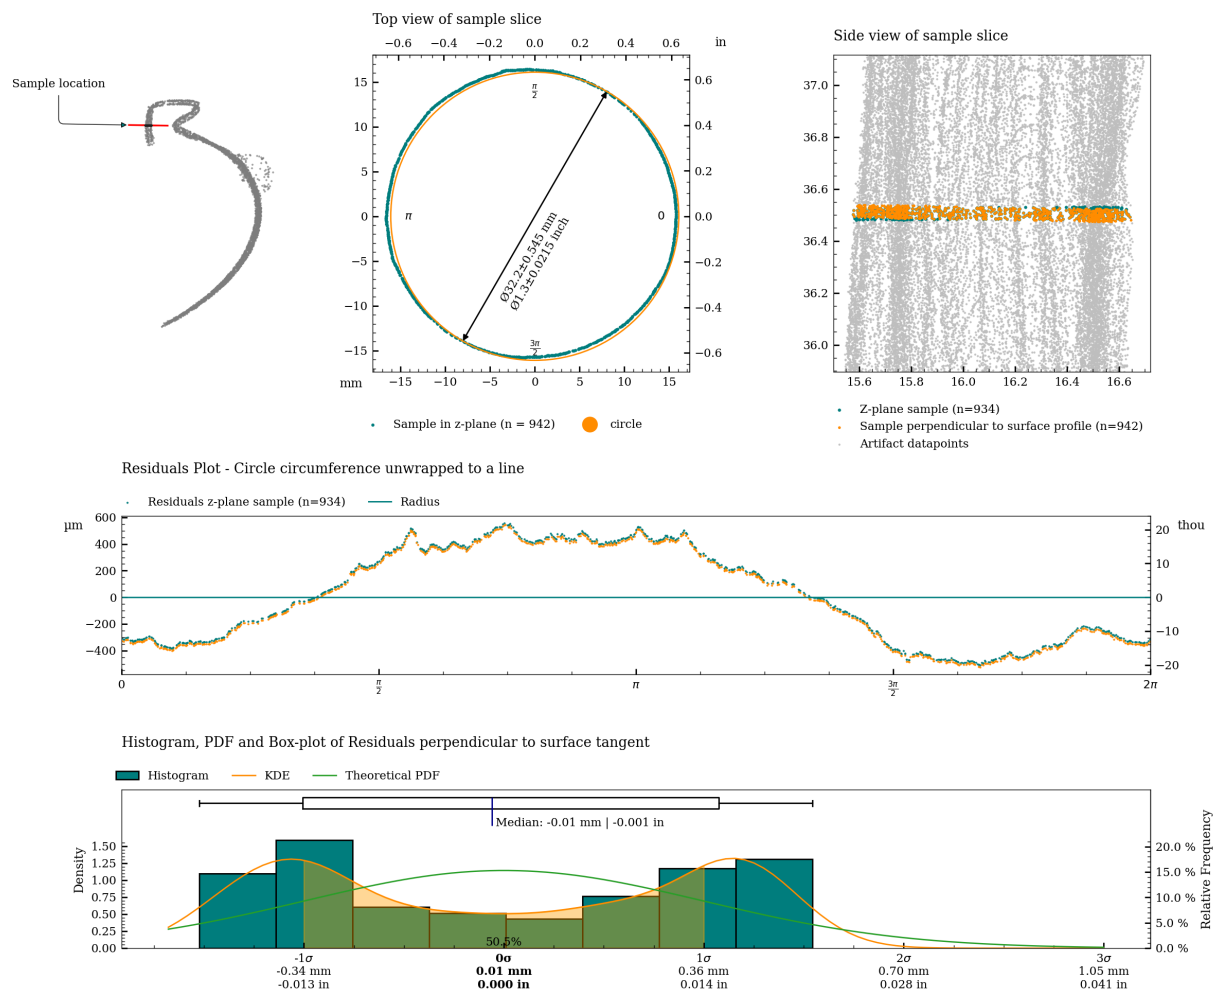 Top view of sample slice
Side view of sample slice
Sample location
−0.6 −0.4 −0.2 0.0 0.2 0.4 0.6 in
15
10
5
0
−5
−10
−15
mm
−15 −10 −5 0 5 10 15
0.6
0.4
0.2
0.0
−0.2
−0.4
−0.6
π/2
π
0
3π/2
Ø32.2±0.545 mm
Ø1.3±0.0215 inch
Sample in z-plane (n = 942)
circle
37.0
36.8
36.6
36.4
36.2
36.0
15.6 15.8 16.0 16.2 16.4 16.6
Z-plane sample (n=934)
Sample perpendicular to surface profile (n=942)
Artifact datapoints
Residuals Plot - Circle circumference unwrapped to a line
Residuals z-plane sample (n=934)
Radius
µm
600
400
200
0
−200
−400
thou
20
10
0
−10
−20
0 π/2 π 3π/2 2π
Histogram, PDF and Box-plot of Residuals perpendicular to surface tangent
Histogram
KDE
Theoretical PDF
Median: -0.01 mm | -0.001 in
Density
1.50
1.25
1.00
0.75
0.50
0.25
0.00
Relative Frequency
20.0 %
15.0 %
10.0 %
5.0 %
0.0 %
50.5%
-1σ 0σ 1σ 2σ 3σ
-0.34 mm 0.01 mm 0.36 mm 0.70 mm 1.05 mm
-0.013 in 0.000 in 0.014 in 0.028 in 0.041 in